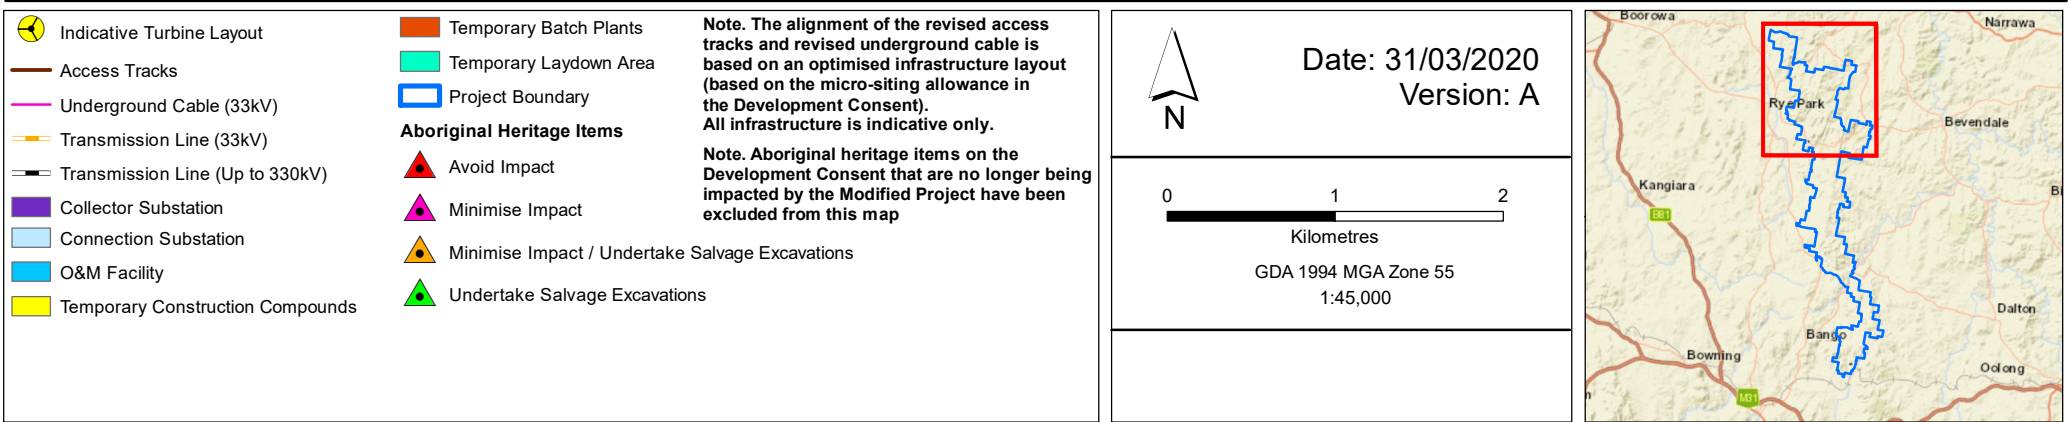 Indicative Turbine Layout
Access Tracks
Underground Cable (33kV)
Transmission Line (33kV)
Transmission Line (Up to 330kV)
Collector Substation
Connection Substation
O&M Facility
Temporary Construction Compounds
Temporary Batch Plants
Temporary Laydown Area
Project Boundary
Aboriginal Heritage Items
Avoid Impact
Minimise Impact
Minimise Impact / Undertake Salvage Excavations
Undertake Salvage Excavations
Note. The alignment of the revised access
tracks and revised underground cable is
based on an optimised infrastructure layout
(based on the micro-siting allowance in
the Development Consent).
All infrastructure is indicative only.
Note. Aboriginal heritage items on the
Development Consent that are no longer being
impacted by the Modified Project have been
excluded from this map
N
Date: 31/03/2020
Version: A
0 1 2
Kilometres
GDA 1994 MGA Zone 55
1:45,000
Boorowa
Narrawa
Rye Park
Bevendale
Kangiara
Bi
B81
Dalton
Bango
Bowning
Oolong
M31
n